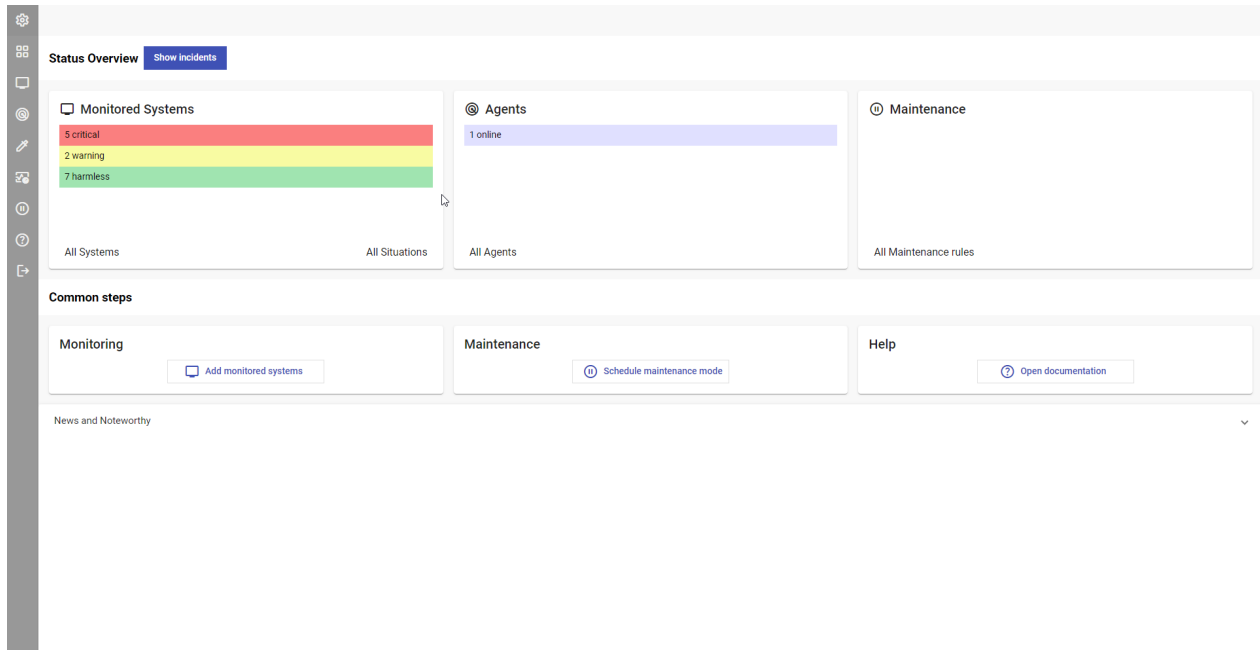 Status Overview Show incidents
Monitored Systems
5 critical
2 warning
7 harmless
All Systems All Situations
Agents
1 online
All Agents
Maintenance
All Maintenance rules
Common steps
Monitoring
Add monitored systems
Maintenance
Schedule maintenance mode
Help
Open documentation
News and Noteworthy